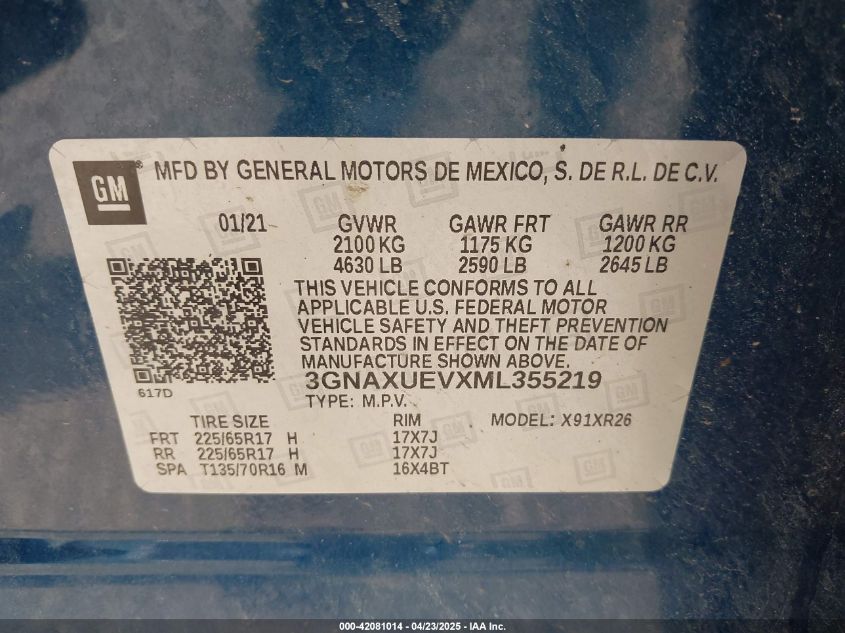 GM ® MFD BY GENERAL MOTORS DE MEXICO, S. DE R.L. DE C.V.
01/21 GVWR GAWR FRT GAWR RR
2100 KG 1175 KG 1200 KG
4630 LB 2590 LB 2645 LB
THIS VEHICLE CONFORMS TO ALL
APPLICABLE U.S. FEDERAL MOTOR
VEHICLE SAFETY AND THEFT PREVENTION
STANDARDS IN EFFECT ON THE DATE OF
MANUFACTURE SHOWN ABOVE.
3GNAXUEVXML355219
617D TYPE: M.P.V.
TIRE SIZE RIM MODEL: X91XR26
FRT 225/65R17 H 17X7J
RR 225/65R17 H 17X7J
SPA T135/70R16 M 16X4BT
000-42081014 - 04/23/2025 - IAA Inc.